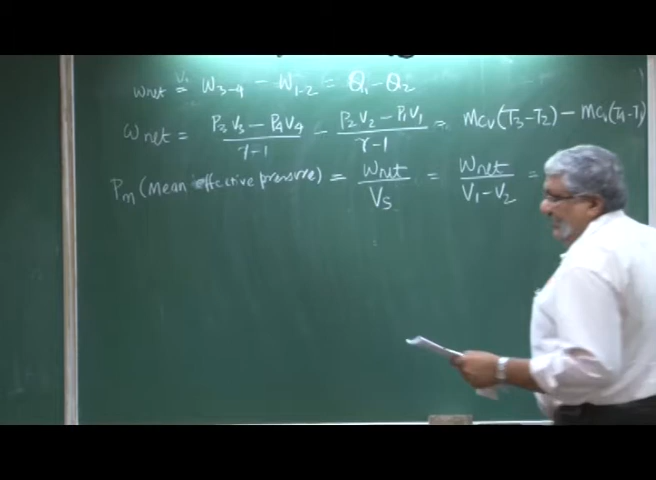 Wnet = W3-4 - W1-2 = Q1 - Q2
Wnet = P3V3 - P4V4 / γ-1 - P2V2 - P1V1 / γ-1 = mcv(T3-T2) - mcv(T4-T1)
Pm (Mean effective pressure) = Wnet / Vs = Wnet / V1-V2 =